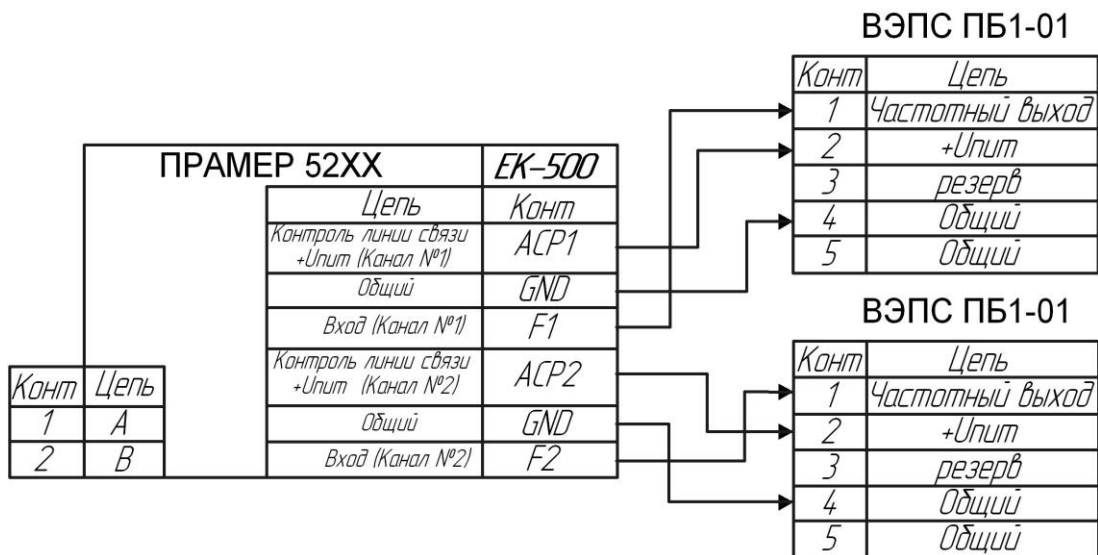 ВЭПС ПБ1-01
Конт Цепь
1 Частотный выход
2 +Uпит
3 резерв
4 Общий
5 Общий
ПРАМЕР 52ХХ ЕК-500
Цепь Конт
Контроль линии связи
+Uпит (Канал №1) ACP1
Общий GND
Вход (Канал №1) F1
Контроль линии связи
+Uпит (Канал №2) ACP2
Общий GND
Вход (Канал №2) F2
Конт Цепь
1 A
2 B
ВЭПС ПБ1-01
Конт Цепь
1 Частотный выход
2 +Uпит
3 резерв
4 Общий
5 Общий